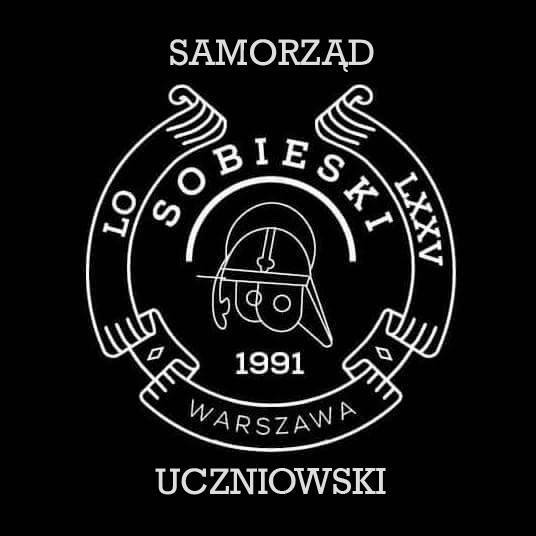 SAMORZĄD
LO SOBIESKI LXXV
1991
WARSZAWA
UCZNIOWSKI